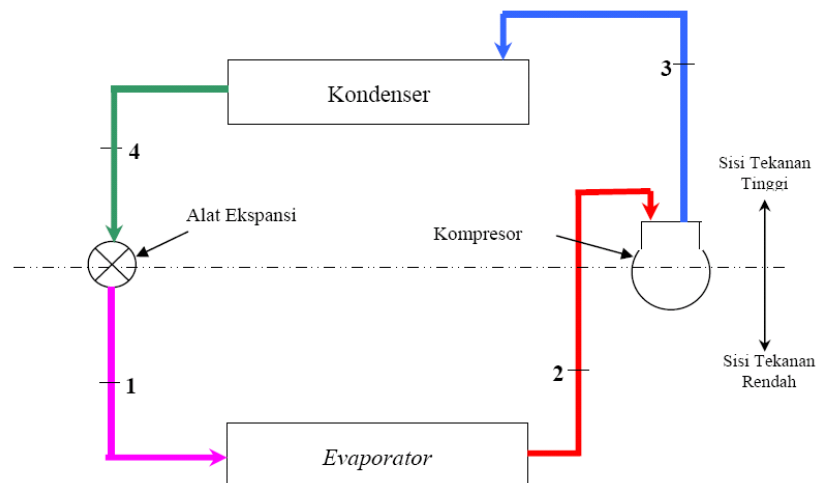 Kondenser
3
4
Sisi Tekanan
Tinggi
Alat Ekspansi
Kompresor
1
2
Sisi Tekanan
Rendah
Evaporator